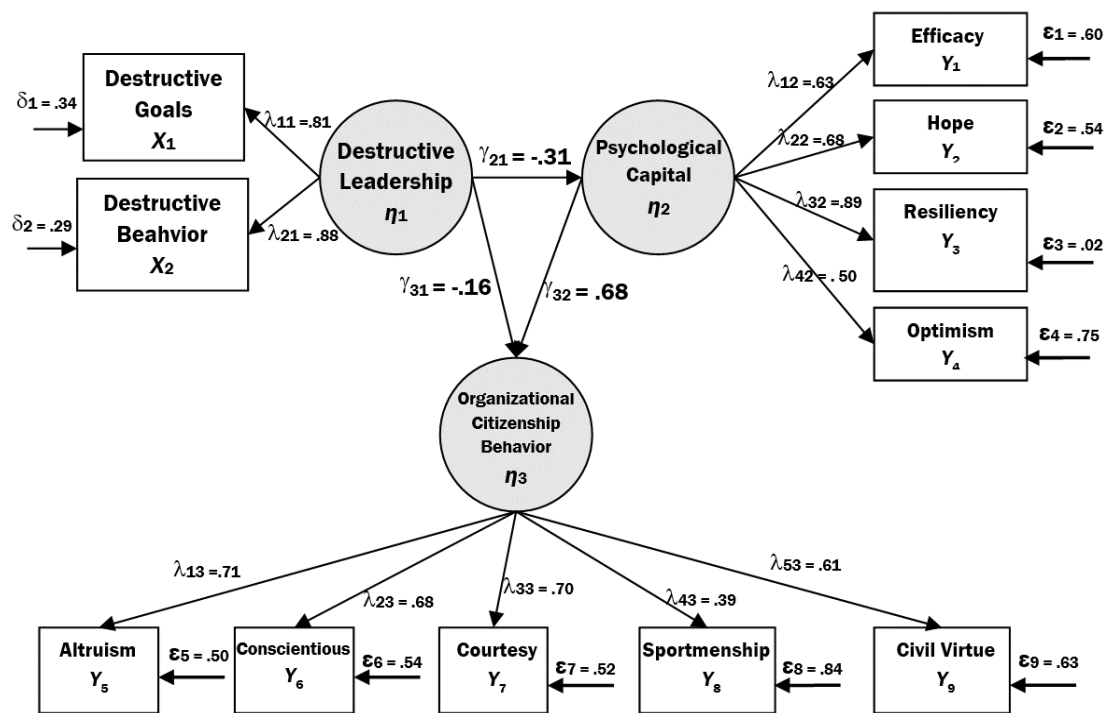 Destructive
Goals
X1
δ1 = .34
λ11 =.81
Destructive
Beahvior
X2
δ2 = .29
λ21 =.88
Destructive
Leadership
η1
γ21 = -.31
Psychological
Capital
η2
γ31 = -.16
γ32 = .68
λ12 =.63
λ22 =.68
λ32 =.89
λ42 = . 50
Efficacy
Y1
ε1 = .60
Hope
Y2
ε2 = .54
Resiliency
Y3
ε3 = .02
Optimism
Y4
ε4 = .75
Organizational
Citizenship
Behavior
η3
λ13 =.71
λ23 =.68
λ33 =.70
λ43 =.39
λ53 =.61
Altruism
Y5
ε5 = .50
Conscientious
Y6
ε6 = .54
Courtesy
Y7
ε7 = .52
Sportmenship
Y8
ε8 = .84
Civil Virtue
Y9
ε9 = .63